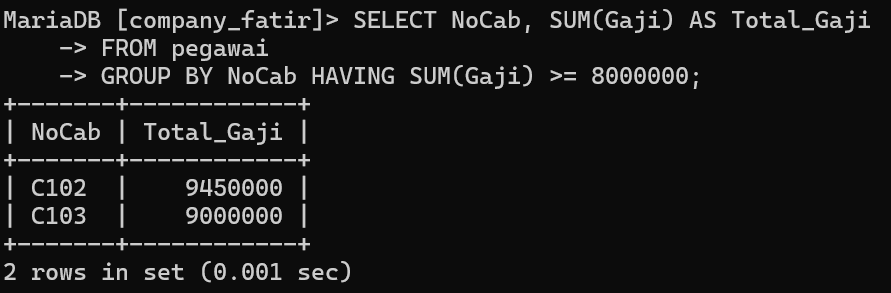 MariaDB [company_fatir]> SELECT NoCab, SUM(Gaji) AS Total_Gaji
    -> FROM pegawai
    -> GROUP BY NoCab HAVING SUM(Gaji) >= 8000000;
+-------+------------+
| NoCab | Total_Gaji |
+-------+------------+
| C102  |    9450000 |
| C103  |    9000000 |
+-------+------------+
2 rows in set (0.001 sec)